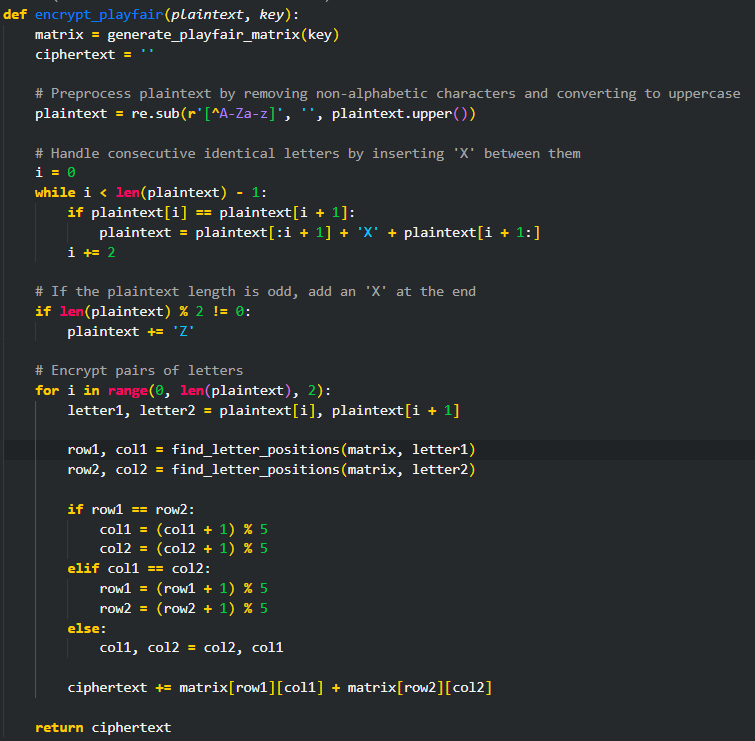 def encrypt_playfair(plaintext, key):
    matrix = generate_playfair_matrix(key)
    ciphertext = ''

    # Preprocess plaintext by removing non-alphabetic characters and converting to uppercase
    plaintext = re.sub(r'[^A-Za-z]', '', plaintext.upper())

    # Handle consecutive identical letters by inserting 'X' between them
    i = 0
    while i < len(plaintext) - 1:
        if plaintext[i] == plaintext[i + 1]:
            plaintext = plaintext[:i + 1] + 'X' + plaintext[i + 1:]
        i += 2

    # If the plaintext length is odd, add an 'X' at the end
    if len(plaintext) % 2 != 0:
        plaintext += 'Z'

    # Encrypt pairs of letters
    for i in range(0, len(plaintext), 2):
        letter1, letter2 = plaintext[i], plaintext[i + 1]

        row1, col1 = find_letter_positions(matrix, letter1)
        row2, col2 = find_letter_positions(matrix, letter2)

        if row1 == row2:
            col1 = (col1 + 1) % 5
            col2 = (col2 + 1) % 5
        elif col1 == col2:
            row1 = (row1 + 1) % 5
            row2 = (row2 + 1) % 5
        else:
            col1, col2 = col2, col1

        ciphertext += matrix[row1][col1] + matrix[row2][col2]

    return ciphertext